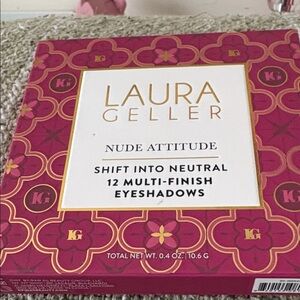 LAURA
GELLER
NUDE ATTITUDE
SHIFT INTO NEUTRAL
12 MULTI-FINISH
EYESHADOWS
TOTAL NET WT. 0.4 OZ. 10.6 G